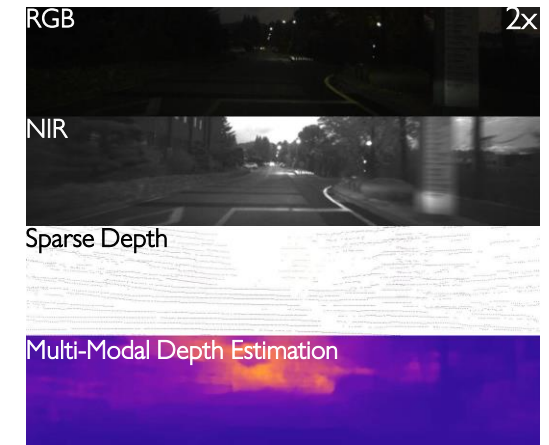 RGB
2x
NIR
Sparse Depth
Multi-Modal Depth Estimation